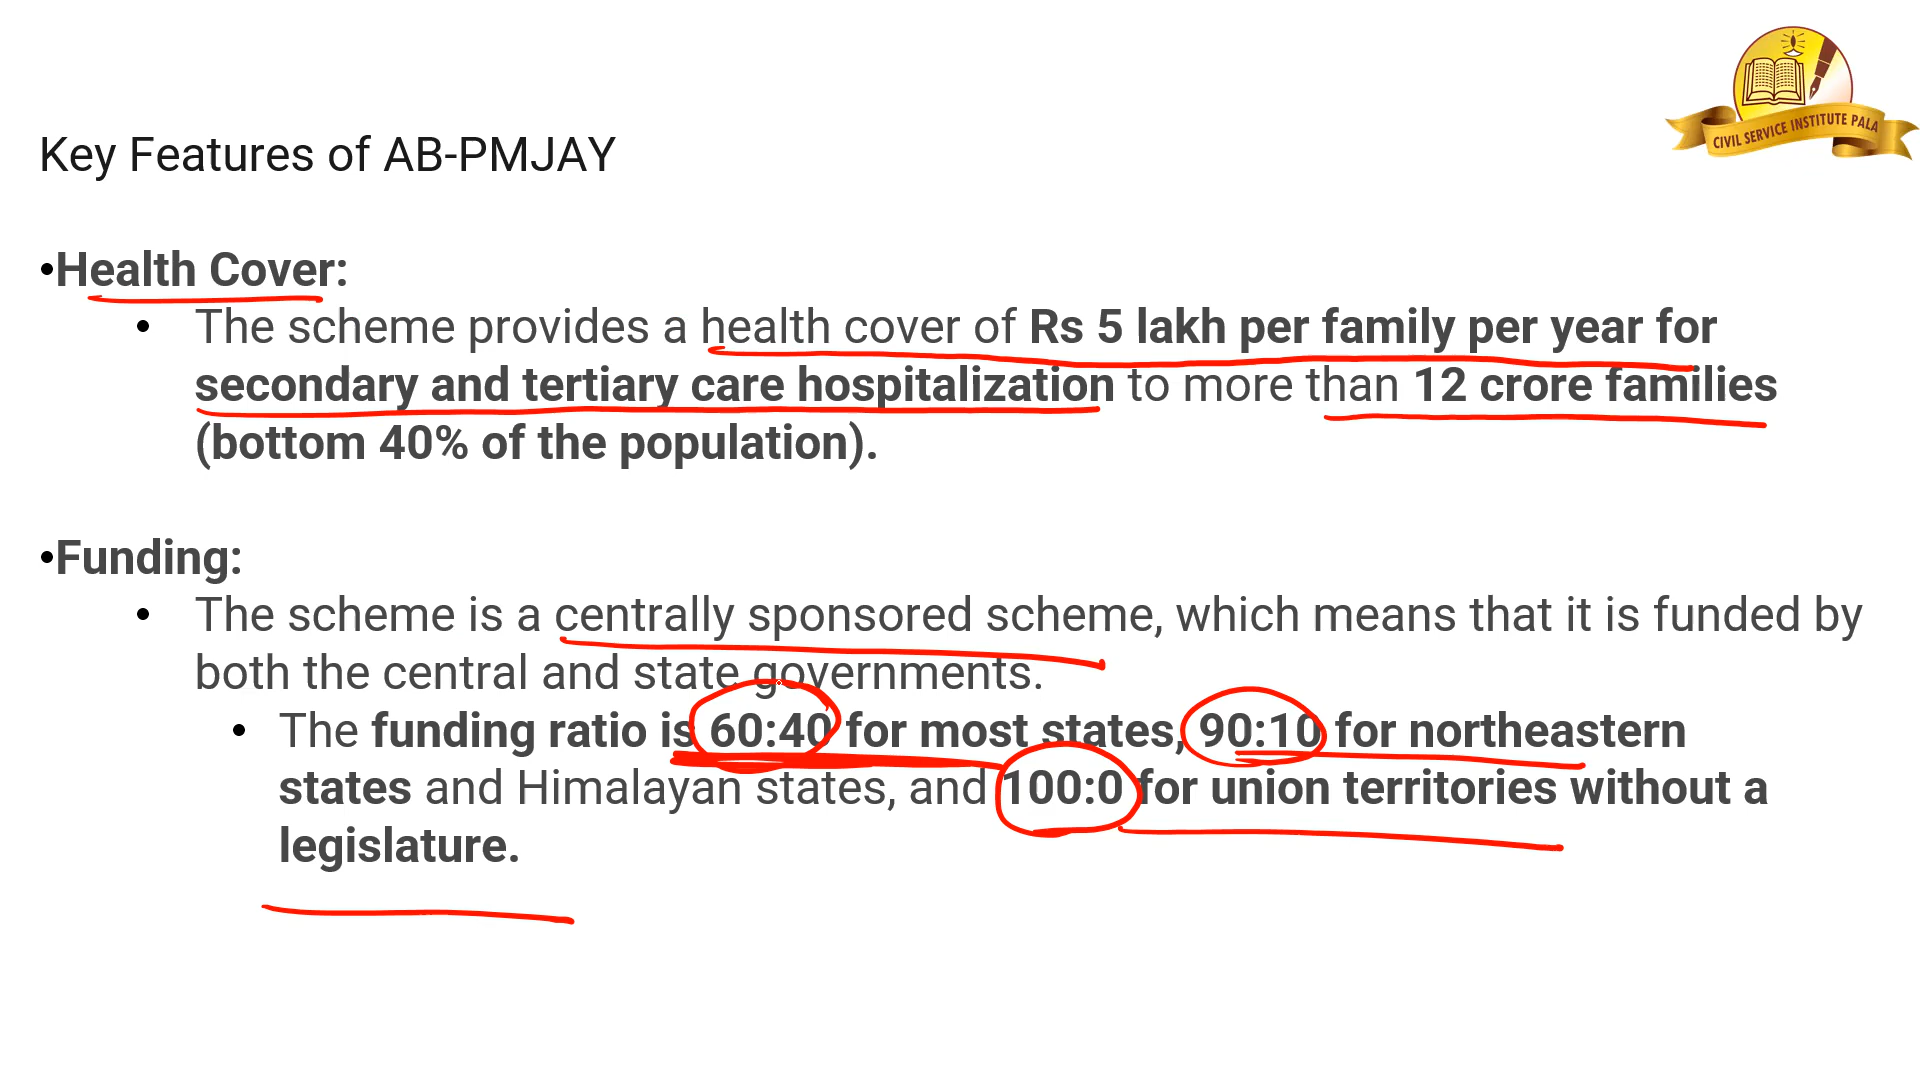 CIVIL SERVICE INSTITUTE PALA
Key Features of AB-PMJAY
•Health Cover:
• The scheme provides a health cover of Rs 5 lakh per family per year for
secondary and tertiary care hospitalization to more than 12 crore families
(bottom 40% of the population).
•Funding:
• The scheme is a centrally sponsored scheme, which means that it is funded by
both the central and state governments.
• The funding ratio is 60:40 for most states, 90:10 for northeastern
states and Himalayan states, and 100:0 for union territories without a
legislature.